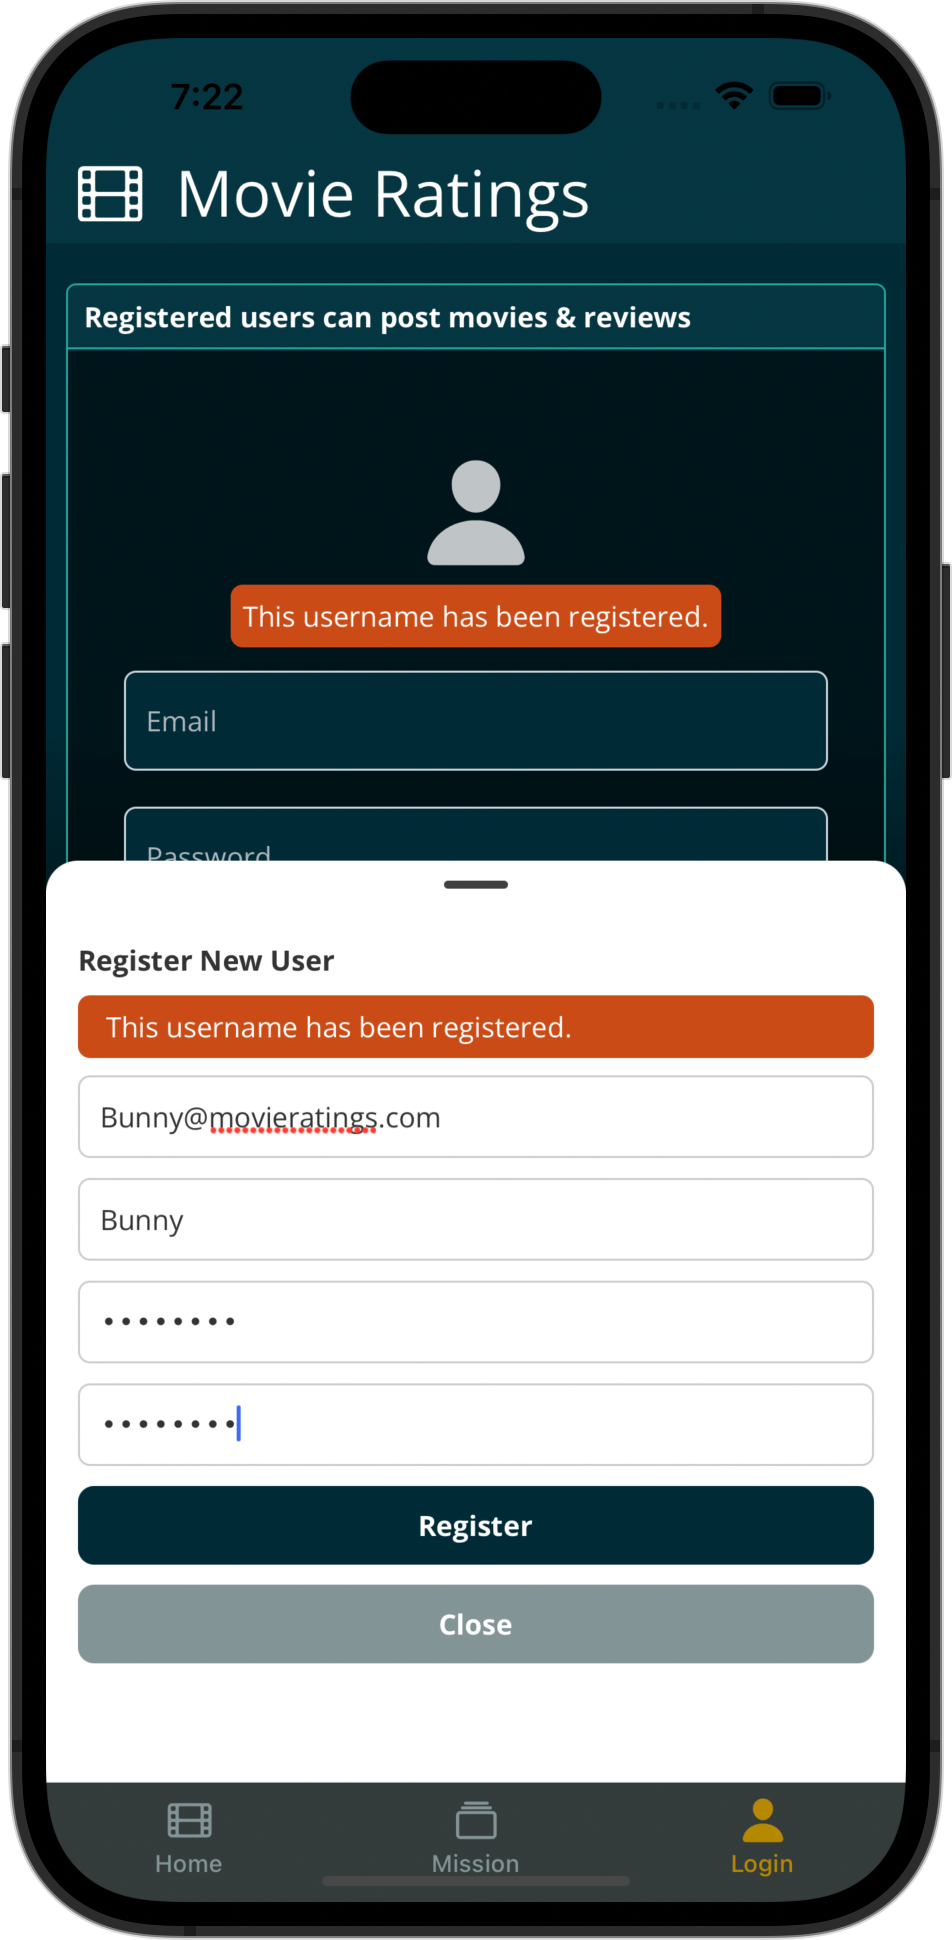 7:22
Movie Ratings
Registered users can post movies & reviews
This username has been registered.
Email
Password
Register New User
This username has been registered.
Bunny@movieratings.com
Bunny
••••••••
••••••••
Register
Close
Home
Mission
Login